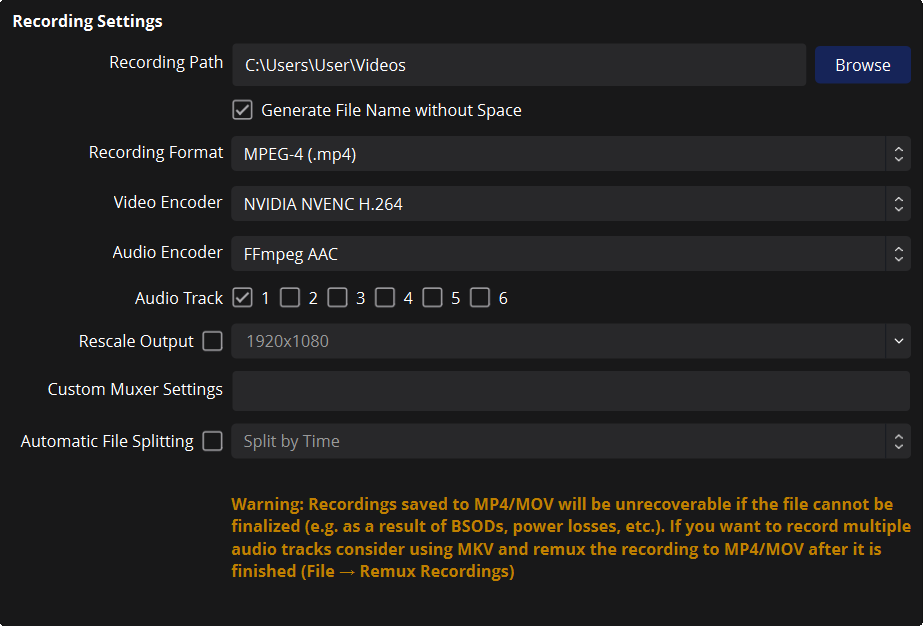 Recording Settings
Recording Path C:\Users\User\Videos Browse
Generate File Name without Space
Recording Format MPEG-4 (.mp4)
Video Encoder NVIDIA NVENC H.264
Audio Encoder FFmpeg AAC
Audio Track 1 2 3 4 5 6
Rescale Output 1920x1080
Custom Muxer Settings
Automatic File Splitting Split by Time
Warning: Recordings saved to MP4/MOV will be unrecoverable if the file cannot be
finalized (e.g. as a result of BSODs, power losses, etc.). If you want to record multiple
audio tracks consider using MKV and remux the recording to MP4/MOV after it is
finished (File → Remux Recordings)